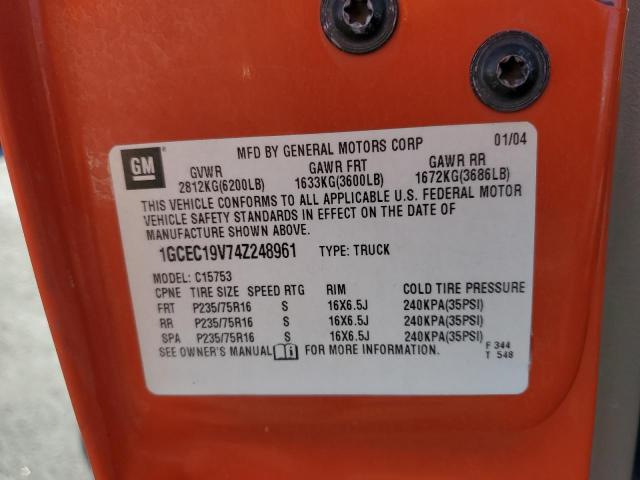 MFD BY GENERAL MOTORS CORP 01/04
GM
GVWR GAWR FRT GAWR RR
2812KG(6200LB) 1633KG(3600LB) 1672KG(3686LB)
THIS VEHICLE CONFORMS TO ALL APPLICABLE U.S. FEDERAL MOTOR
VEHICLE SAFETY STANDARDS IN EFFECT ON THE DATE OF
MANUFACTURE SHOWN ABOVE.
1GCEC19V74Z248961 TYPE: TRUCK
MODEL: C15753
CPNE TIRE SIZE SPEED RTG RIM COLD TIRE PRESSURE
FRT P235/75R16 S 16X6.5J 240KPA(35PSI)
RR P235/75R16 S 16X6.5J 240KPA(35PSI)
SPA P235/75R16 S 16X6.5J 240KPA(35PSI)
SEE OWNER'S MANUAL i FOR MORE INFORMATION.
F 344
T 548